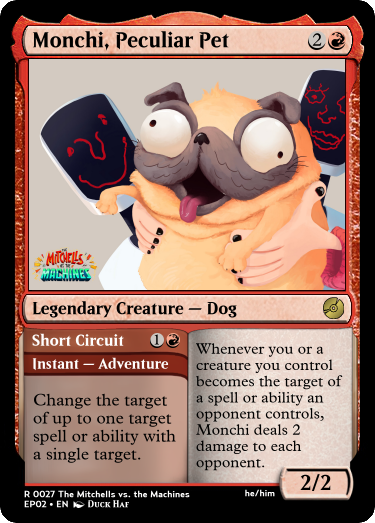 Monchi, Peculiar Pet 2
THE
MITCHELLS
VS. THE
MACHINES
Legendary Creature — Dog
Short Circuit 1
Instant — Adventure
Change the target
of up to one target
spell or ability with
a single target.
Whenever you or a
creature you control
becomes the target of
a spell or ability an
opponent controls,
Monchi deals 2
damage to each
opponent.
2/2
R 0027 The Mitchells vs. the Machines he/him
EP02 • EN Duck Haf